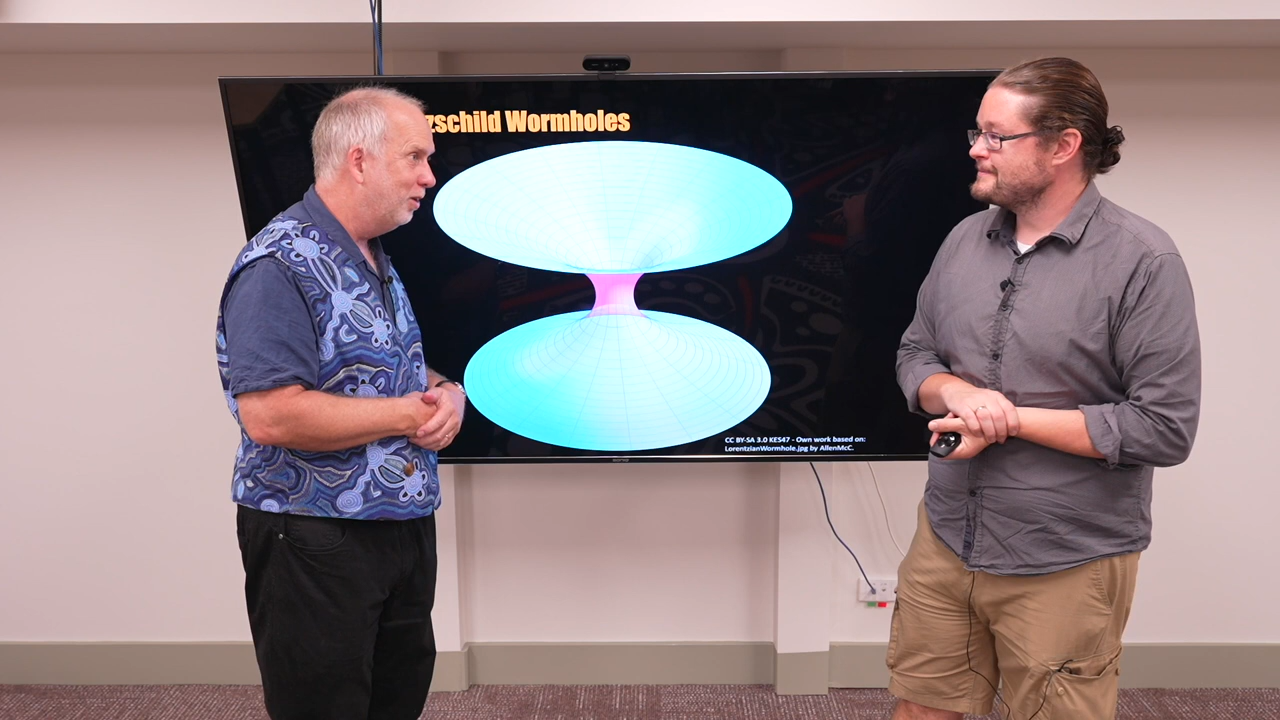 zschild Wormholes
CC BY-SA 3.0 KES47 - Own work based on:
LorentzianWormhole.jpg by AllenMcC.